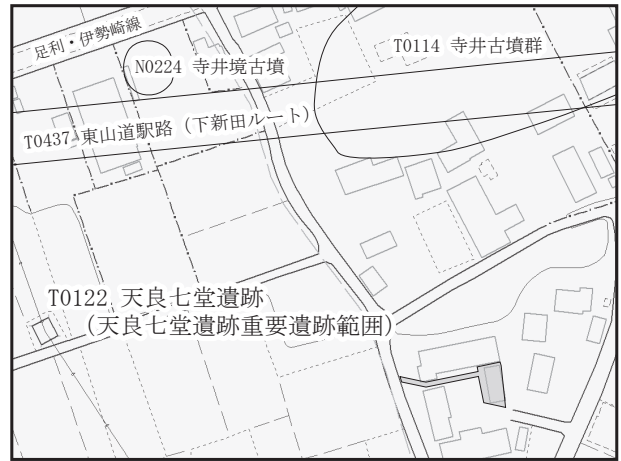 足利・伊勢崎線
N0224 寺井境古墳
T0114 寺井古墳群
T0437 東山道駅路（下新田ルート）
T0122 天良七堂遺跡
（天良七堂遺跡重要遺跡範囲）